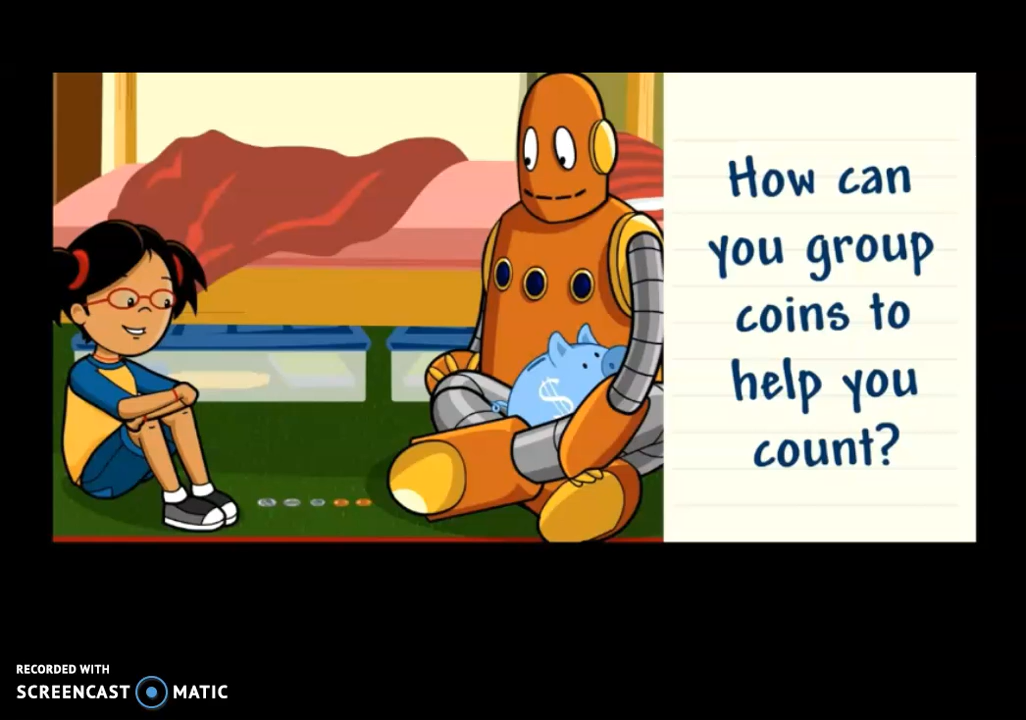 How can
you group
coins to
help you
count?
$
RECORDED WITH
SCREENCAST MATIC